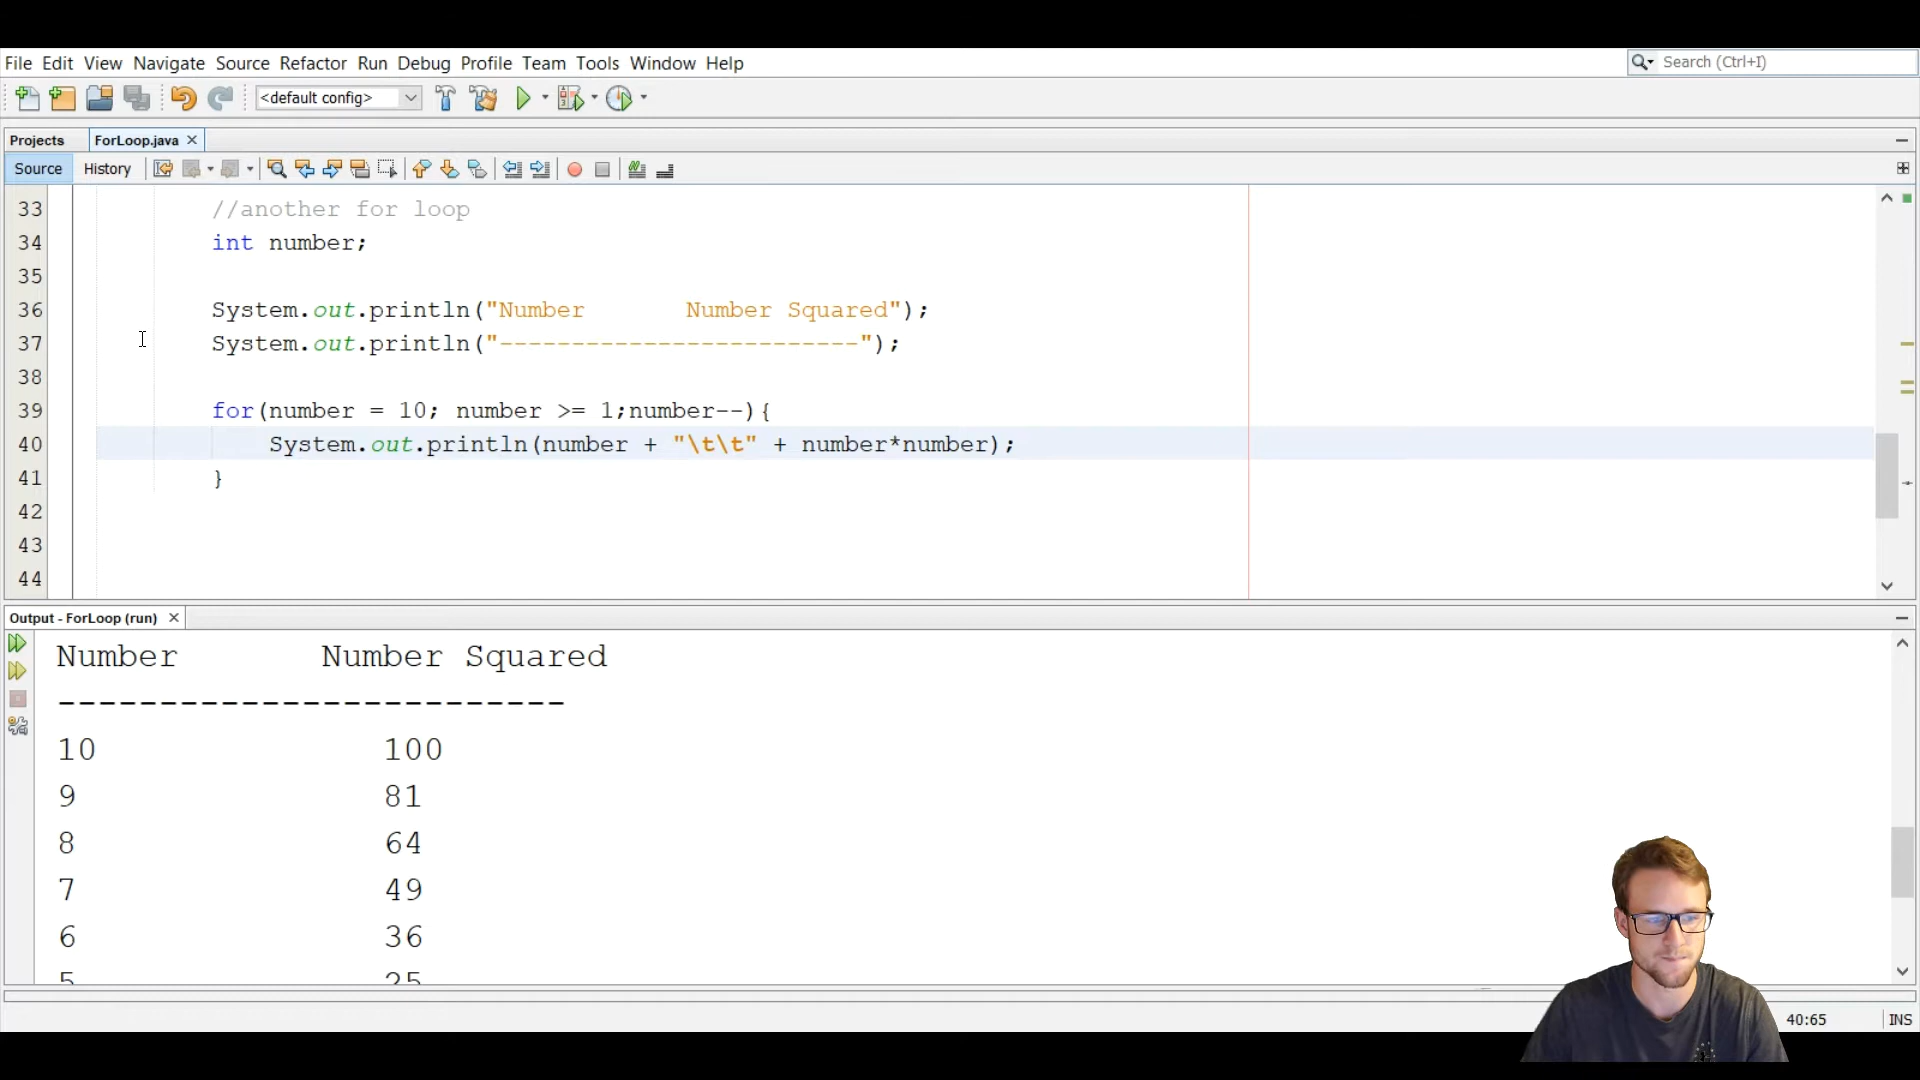 File Edit View Navigate Source Refactor Run Debug Profile Team Tools Window Help
Search (Ctrl+I)
<default config>
Projects ForLoop.java
Source History
33 //another for loop
34 int number;
35
36 System.out.println("Number       Number Squared");
37 System.out.println("-------------------------");
38
39 for(number = 10; number >= 1;number--){
40 System.out.println(number + "\t\t" + number*number);
41 }
42
43
44
Output - ForLoop (run)
Number Number Squared
-------------------------
10 100
9 81
8 64
7 49
6 36
5 25
40:65 INS